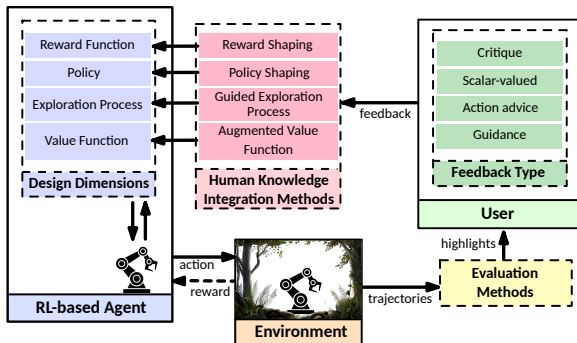 Reward Function
Policy
Exploration Process
Value Function
Design Dimensions
RL-based Agent
Reward Shaping
Policy Shaping
Guided Exploration
Process
Augmented Value
Function
Human Knowledge
Integration Methods
feedback
Critique
Scalar-valued
Action advice
Guidance
Feedback Type
User
highlights
Evaluation
Methods
action
reward
trajectories
Environment